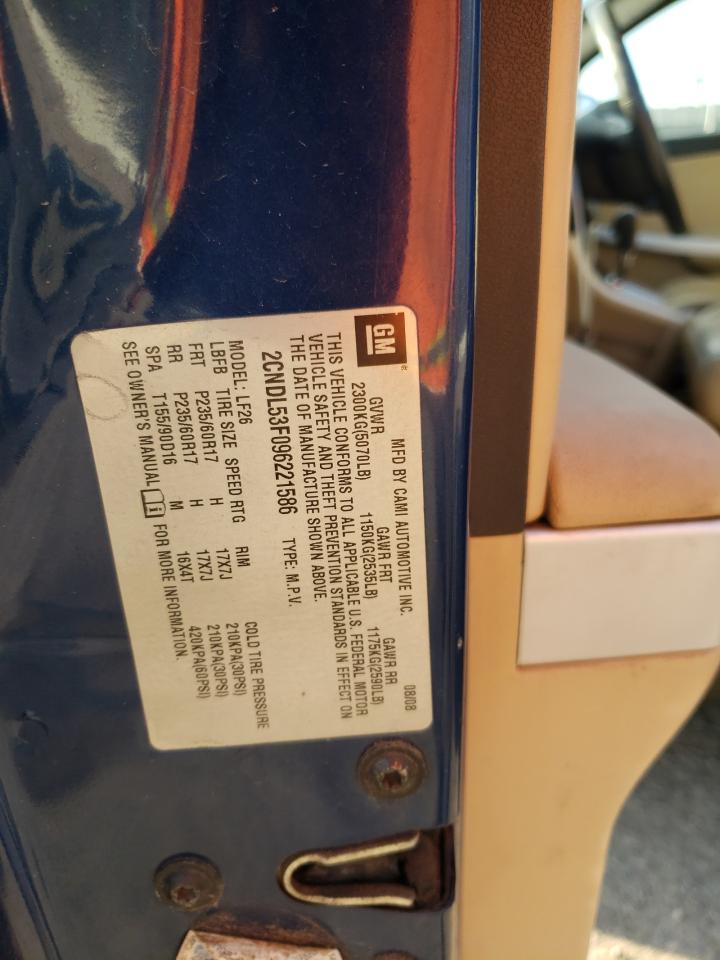 GM
MFD BY CAMI AUTOMOTIVE INC. 08/08
GVWR GAWR FRT GAWR RR
2300KG(5070LB) 1150KG(2535LB) 1175KG(2590LB)
THIS VEHICLE CONFORMS TO ALL APPLICABLE U.S. FEDERAL MOTOR
VEHICLE SAFETY AND THEFT PREVENTION STANDARDS IN EFFECT ON
THE DATE OF MANUFACTURE SHOWN ABOVE.
2CNDL53F096221586 TYPE: M.P.V.
MODEL: LF26
LBFB TIRE SIZE SPEED RTG RIM COLD TIRE PRESSURE
FRT P235/60R17 H 17X7J 210KPA(30PSI)
RR P235/60R17 H 17X7J 210KPA(30PSI)
SPA T155/90D16 M 16X4T 420KPA(60PSI)
SEE OWNER'S MANUAL FOR MORE INFORMATION.